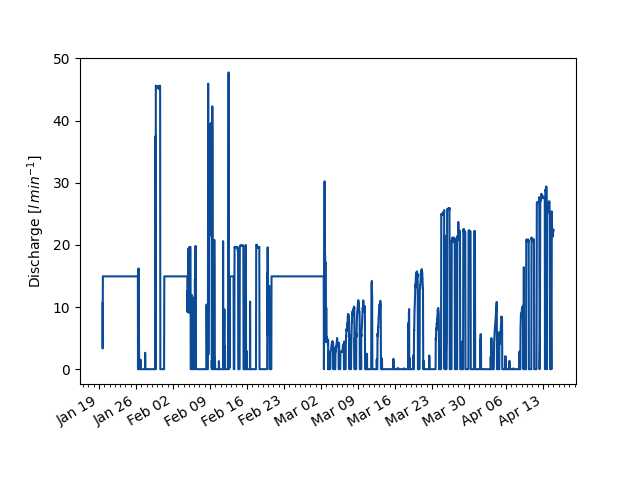 50
40
30
20
10
0
Discharge [l min⁻¹]
Jan 19
Jan 26
Feb 02
Feb 09
Feb 16
Feb 23
Mar 02
Mar 09
Mar 16
Mar 23
Mar 30
Apr 06
Apr 13